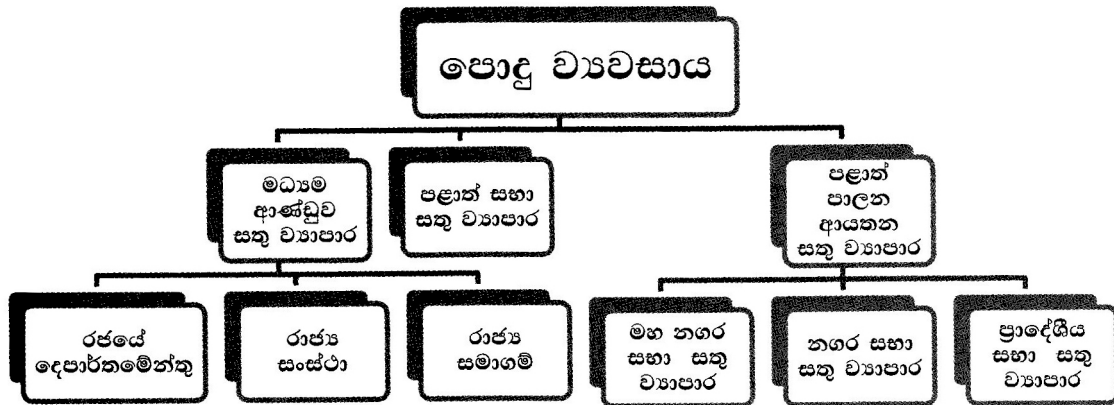 පොදු ව්‍යවසාය
මධ්‍යම
ආණ්ඩුව
සතු ව්‍යාපාර
පළාත් සභා
සතු ව්‍යාපාර
පළාත්
පාලන
ආයතන
සතු ව්‍යාපාර
රජයේ
දෙපාර්තමේන්තු
රාජ්‍ය
සංස්ථා
රාජ්‍ය
සමාගම්
මහ නගර
සභා සතු
ව්‍යාපාර
නගර සභා
සතු ව්‍යාපාර
ප්‍රාදේශීය
සභා සතු
ව්‍යාපාර